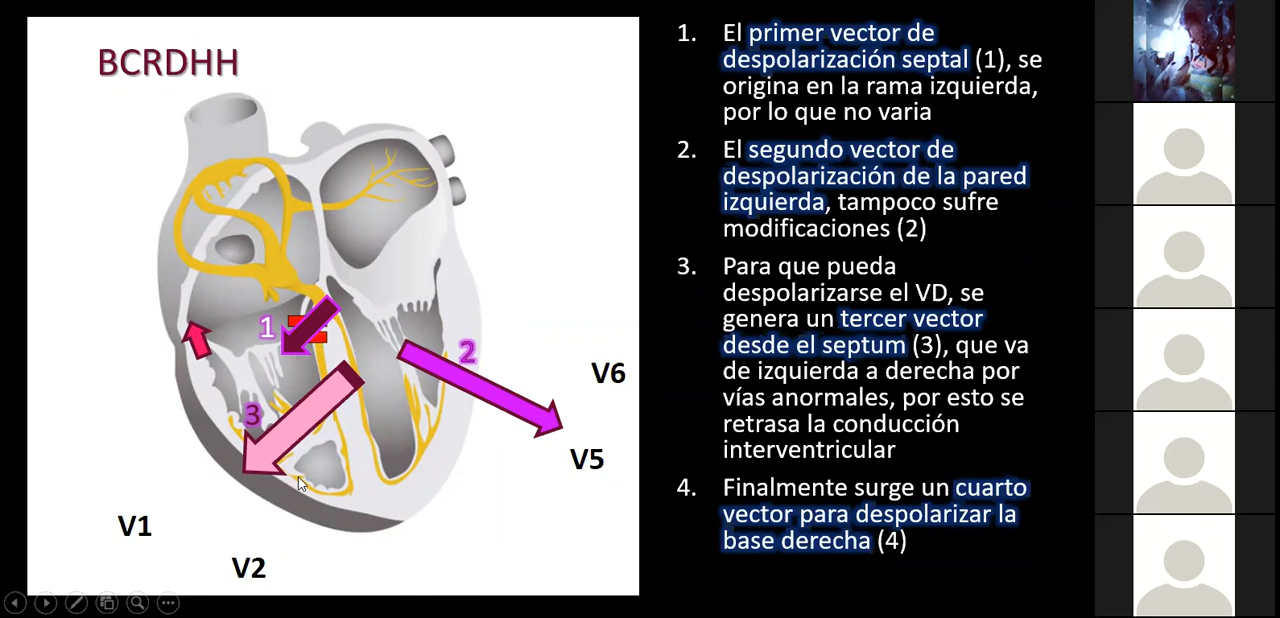 BCRDHH
1
2
3
V6
V5
V1
V2
1. El primer vector de
despolarización septal (1), se
origina en la rama izquierda,
por lo que no varia
2. El segundo vector de
despolarización de la pared
izquierda, tampoco sufre
modificaciones (2)
3. Para que pueda
despolarizarse el VD, se
genera un tercer vector
desde el septum (3), que va
de izquierda a derecha por
vías anormales, por esto se
retrasa la conducción
interventricular
4. Finalmente surge un cuarto
vector para despolarizar la
base derecha (4)